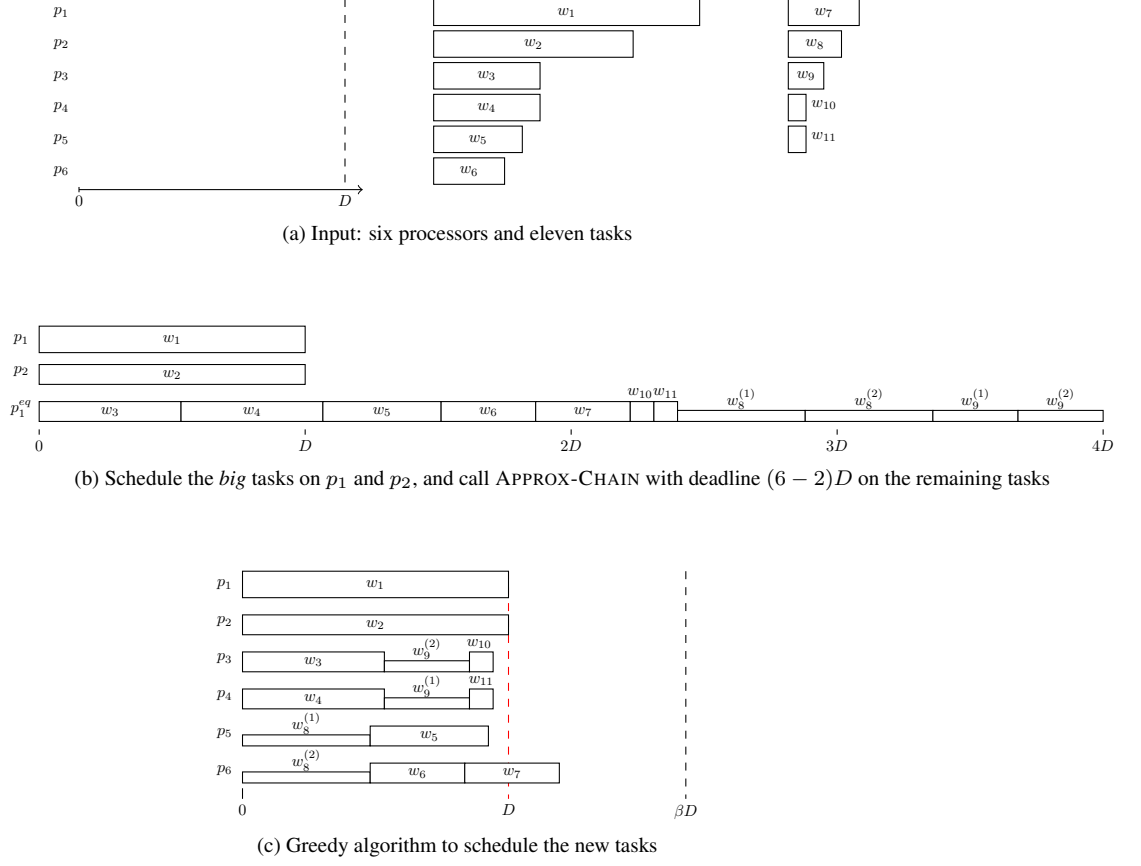 p₁ w₁ w₇
p₂ w₂ w₈
p₃ w₃ w₉
p₄ w₄ w₁₀
p₅ w₅ w₁₁
p₆ w₆
0 D
(a) Input: six processors and eleven tasks
p₁ w₁
p₂ w₂
w₁₀ w₁₁ w₈⁽¹⁾ w₈⁽²⁾ w₉⁽¹⁾ w₉⁽²⁾
p₁ᵉq w₃ w₄ w₅ w₆ w₇
0 D 2D 3D 4D
(b) Schedule the big tasks on p₁ and p₂, and call APPROX-CHAIN with deadline (6 − 2)D on the remaining tasks
p₁ w₁
p₂ w₂
p₃ w₃ w₉⁽²⁾ w₁₀
p₄ w₄ w₉⁽¹⁾ w₁₁
p₅ w₈⁽¹⁾ w₅
p₆ w₈⁽²⁾ w₆ w₇
0 D βD
(c) Greedy algorithm to schedule the new tasks